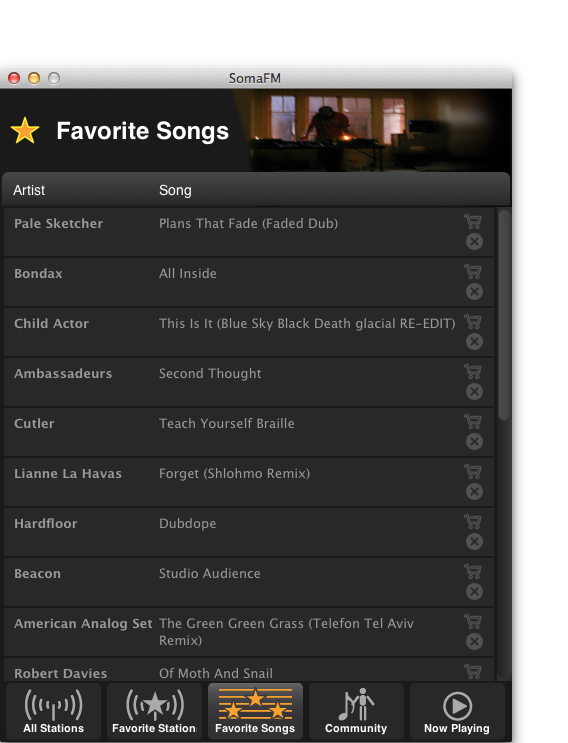 SomaFM
Favorite Songs
Artist Song
Pale Sketcher Plans That Fade (Faded Dub)
Bondax All Inside
Child Actor This Is It (Blue Sky Black Death glacial RE-EDIT)
Ambassadeurs Second Thought
Cutler Teach Yourself Braille
Lianne La Havas Forget (Shlohmo Remix)
Hardfloor Dubdope
Beacon Studio Audience
American Analog Set The Green Green Grass (Telefon Tel Aviv
Remix)
Robert Davies Of Moth And Snail
All Stations Favorite Station Favorite Songs Community Now Playing